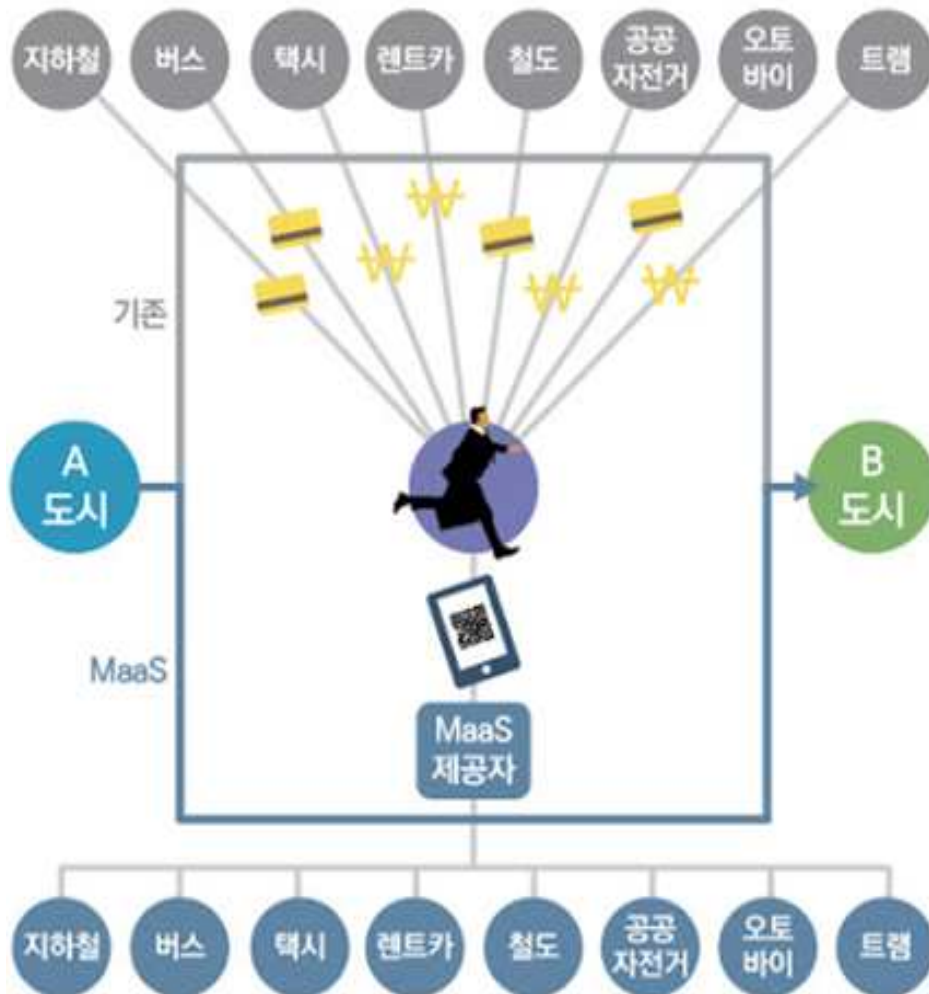 지하철
버스
택시
렌트카
철도
공공
자전거
오토
바이
트램
기존
A
도시
B
도시
MaaS
MaaS
제공자
지하철
버스
택시
렌트카
철도
공공
자전거
오토
바이
트램